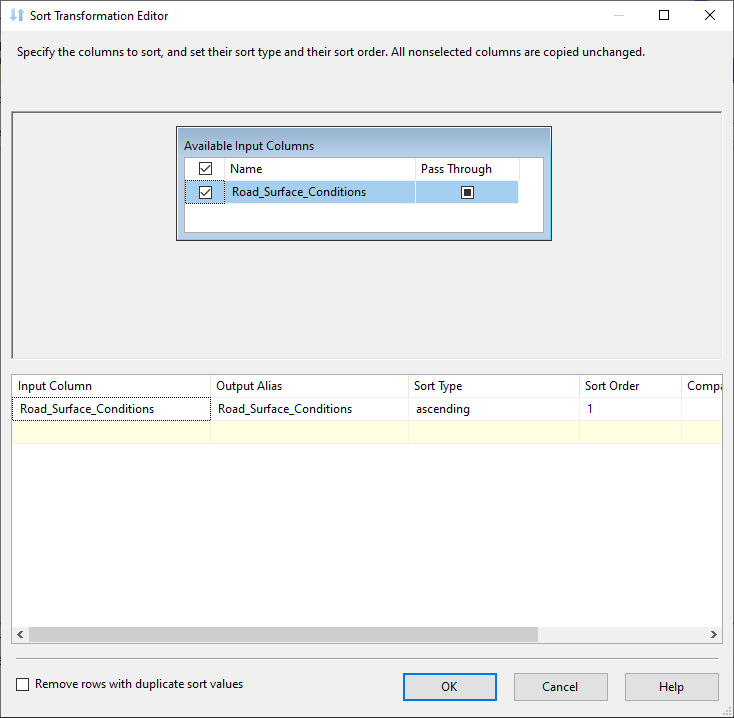 Sort Transformation Editor
Specify the columns to sort, and set their sort type and their sort order. All nonselected columns are copied unchanged.
Available Input Columns
Name Pass Through
Road_Surface_Conditions
Input Column Output Alias Sort Type Sort Order Compa
Road_Surface_Conditions Road_Surface_Conditions ascending 1
Remove rows with duplicate sort values
OK Cancel Help